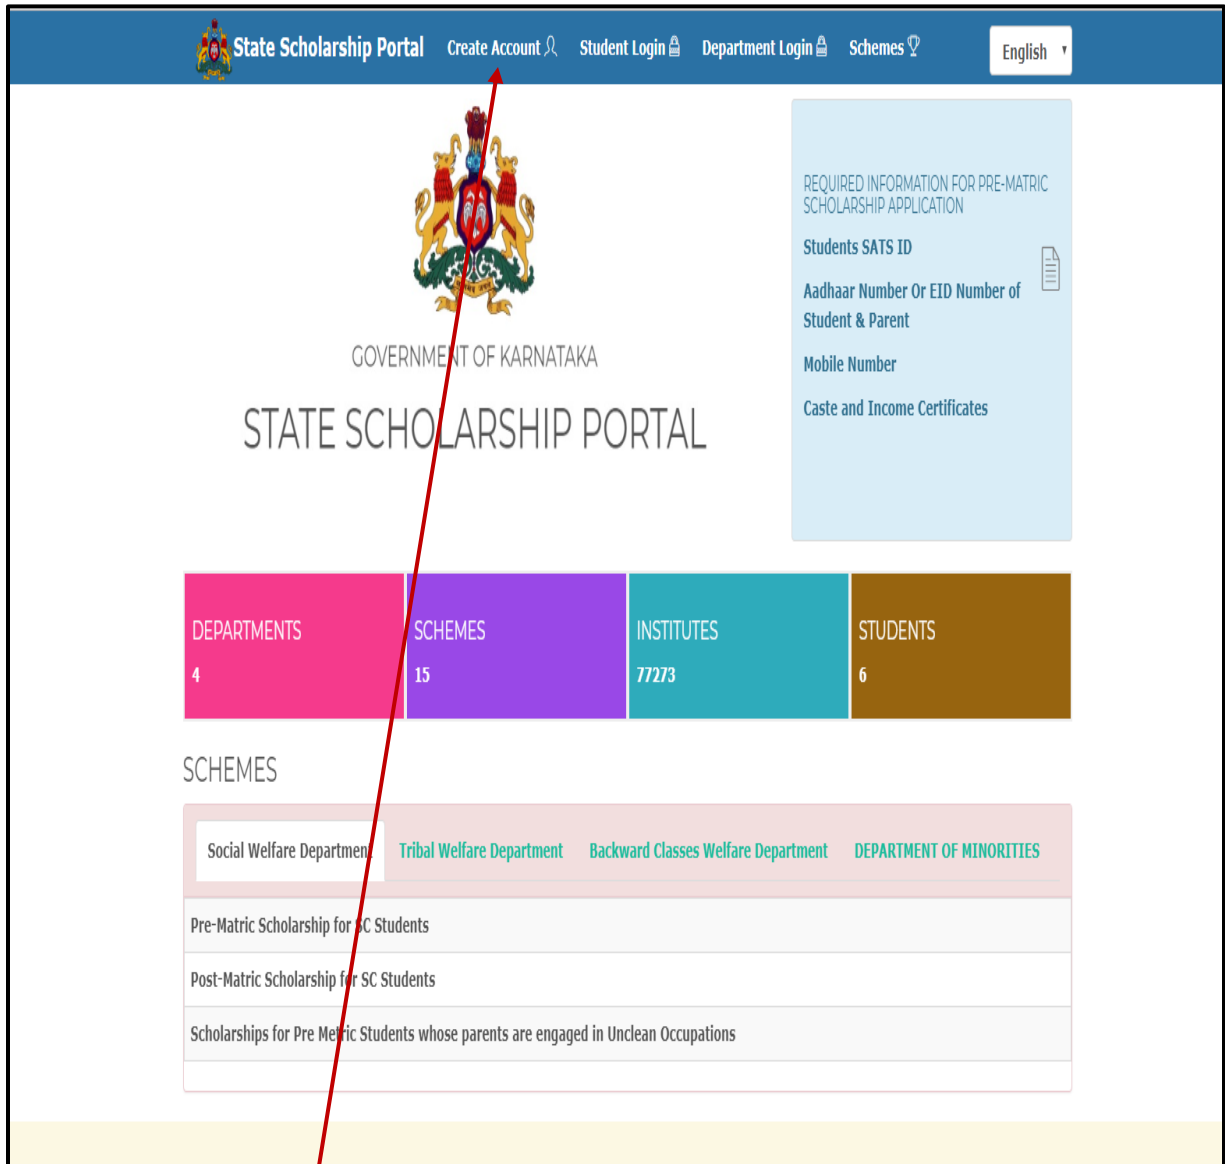 State Scholarship Portal Create Account Student Login Department Login Schemes English
REQUIRED INFORMATION FOR PRE-MATRIC
SCHOLARSHIP APPLICATION
Students SATS ID
Aadhaar Number Or EID Number of
Student & Parent
Mobile Number
Caste and Income Certificates
GOVERNMENT OF KARNATAKA
STATE SCHOLARSHIP PORTAL
DEPARTMENTS
4
SCHEMES
15
INSTITUTES
77273
STUDENTS
6
SCHEMES
Social Welfare Department Tribal Welfare Department Backward Classes Welfare Department DEPARTMENT OF MINORITIES
Pre-Matric Scholarship for SC Students
Post-Matric Scholarship for SC Students
Scholarships for Pre Metric Students whose parents are engaged in Unclean Occupations